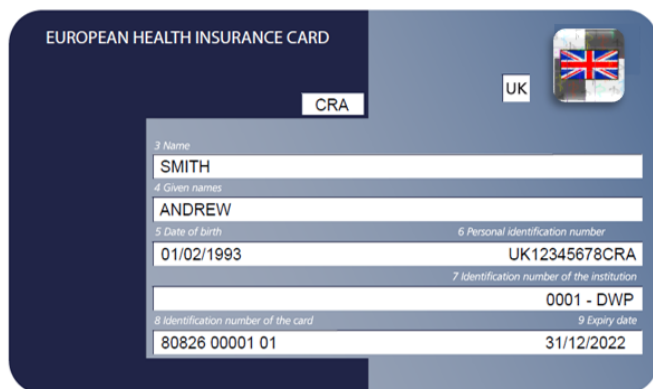 EUROPEAN HEALTH INSURANCE CARD
UK
CRA
3 Name
SMITH
4 Given names
ANDREW
5 Date of birth 6 Personal identification number
01/02/1993 UK12345678CRA
7 Identification number of the institution
0001 - DWP
8 Identification number of the card 9 Expiry date
80826 00001 01 31/12/2022